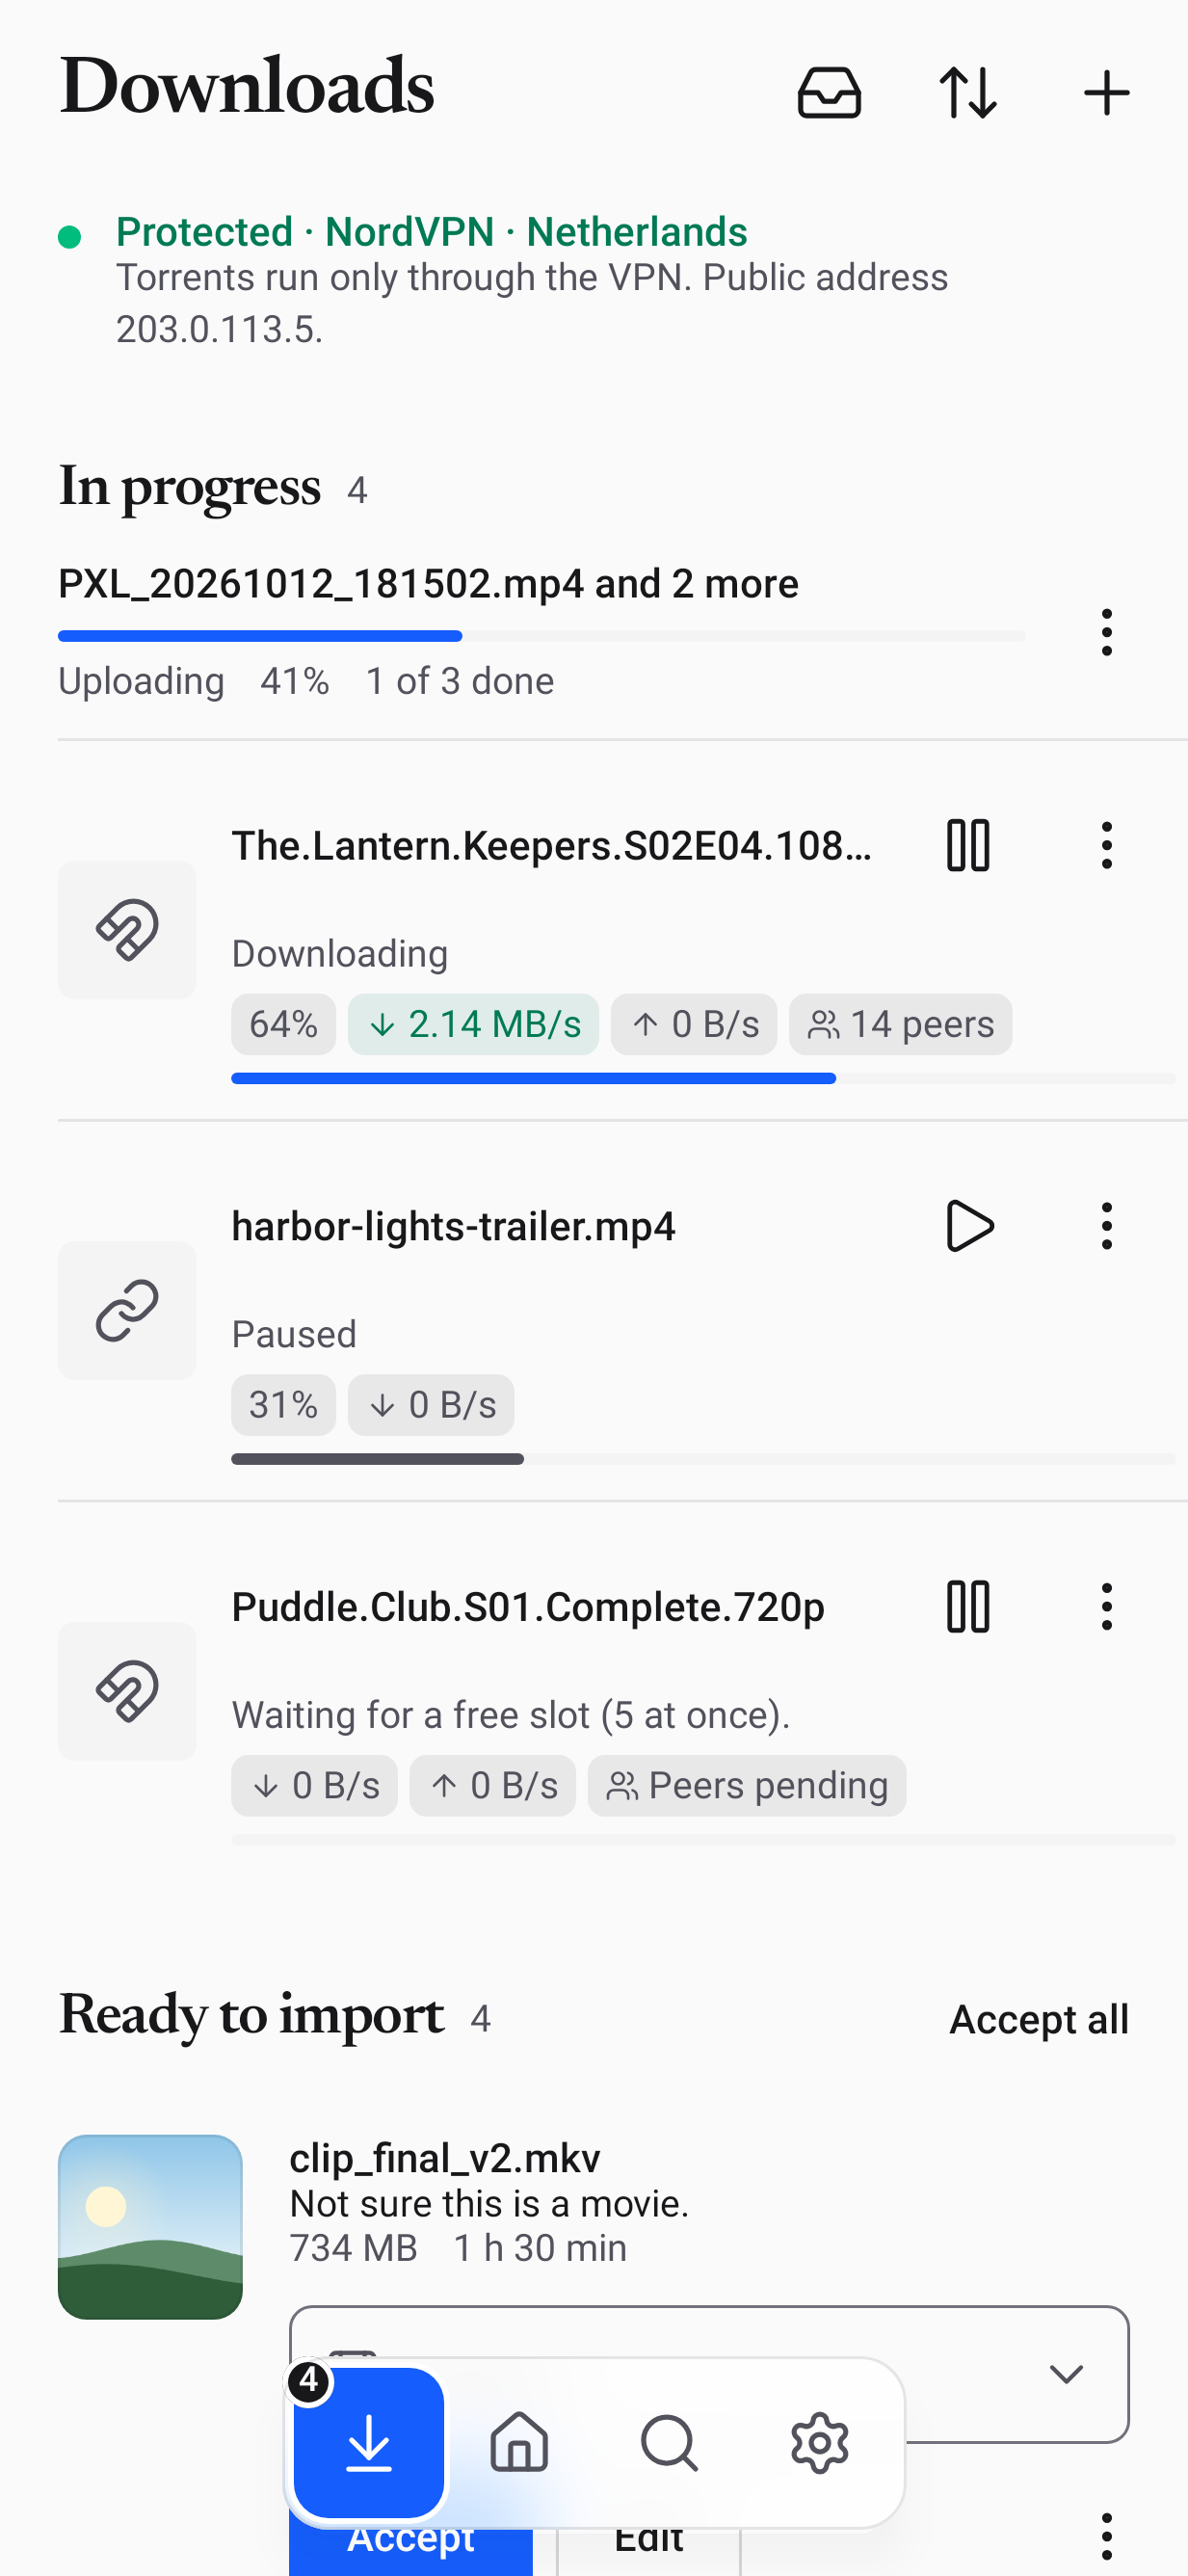 Downloads
Protected · NordVPN · Netherlands
Torrents run only through the VPN. Public address
203.0.113.5.
In progress 4
PXL_20261012_181502.mp4 and 2 more
Uploading 41% 1 of 3 done
The.Lantern.Keepers.S02E04.108…
Downloading
64% 2.14 MB/s 0 B/s 14 peers
harbor-lights-trailer.mp4
Paused
31% 0 B/s
Puddle.Club.S01.Complete.720p
Waiting for a free slot (5 at once).
0 B/s 0 B/s Peers pending
Ready to import 4 Accept all
clip_final_v2.mkv
Not sure this is a movie.
734 MB 1 h 30 min
4
Accept Edit